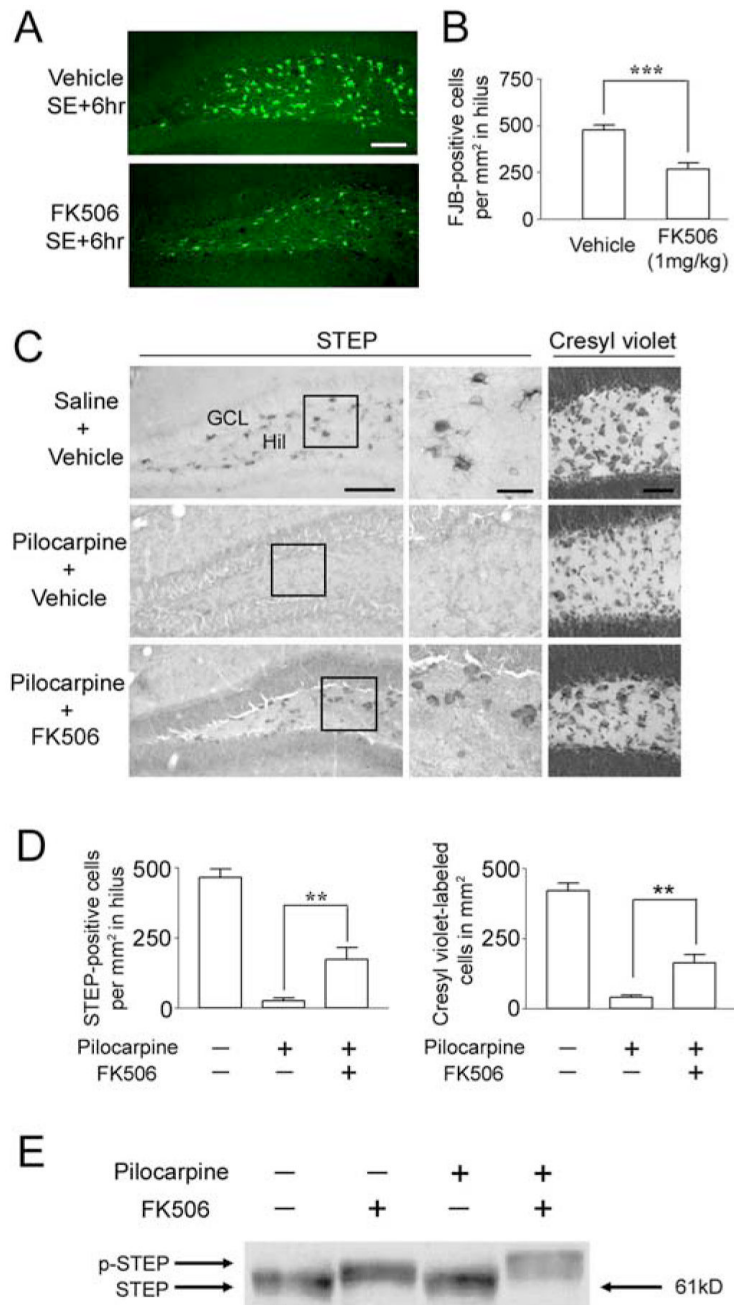 A
Vehicle
SE+6hr
FK506
SE+6hr
B
FJB-positive cells
per mm² in hilus
750
500
250
0
***
Vehicle
FK506
(1mg/kg)
C
STEP
Cresyl violet
Saline
+
Vehicle
GCL
Hil
Pilocarpine
+
Vehicle
Pilocarpine
+
FK506
D
STEP-positive cells
per mm² in hilus
500
250
0
**
Pilocarpine – + +
FK506 – – +
Cresyl violet-labeled
cells in mm²
500
250
0
**
Pilocarpine – + +
FK506 – – +
E
Pilocarpine – – + +
FK506 – + – +
p-STEP
STEP
61kD